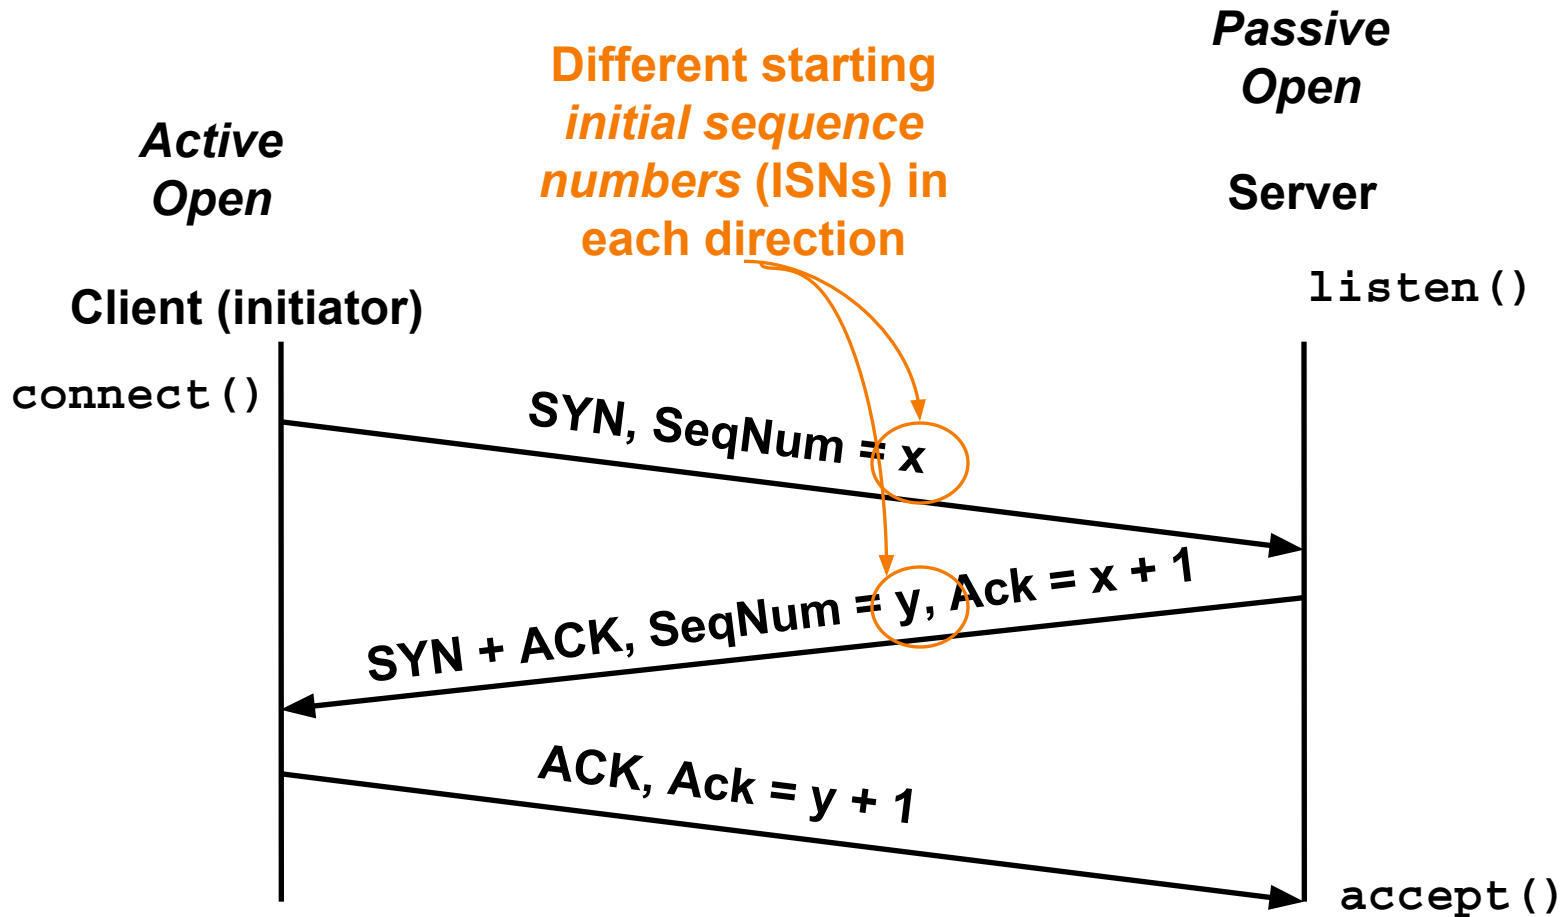 Passive
Open
Different starting
initial sequence
numbers (ISNs) in
each direction
Active
Open
Server
Client (initiator)
listen()
connect()
SYN, SeqNum = x
SYN + ACK, SeqNum = y, Ack = x + 1
ACK, Ack = y + 1
accept()